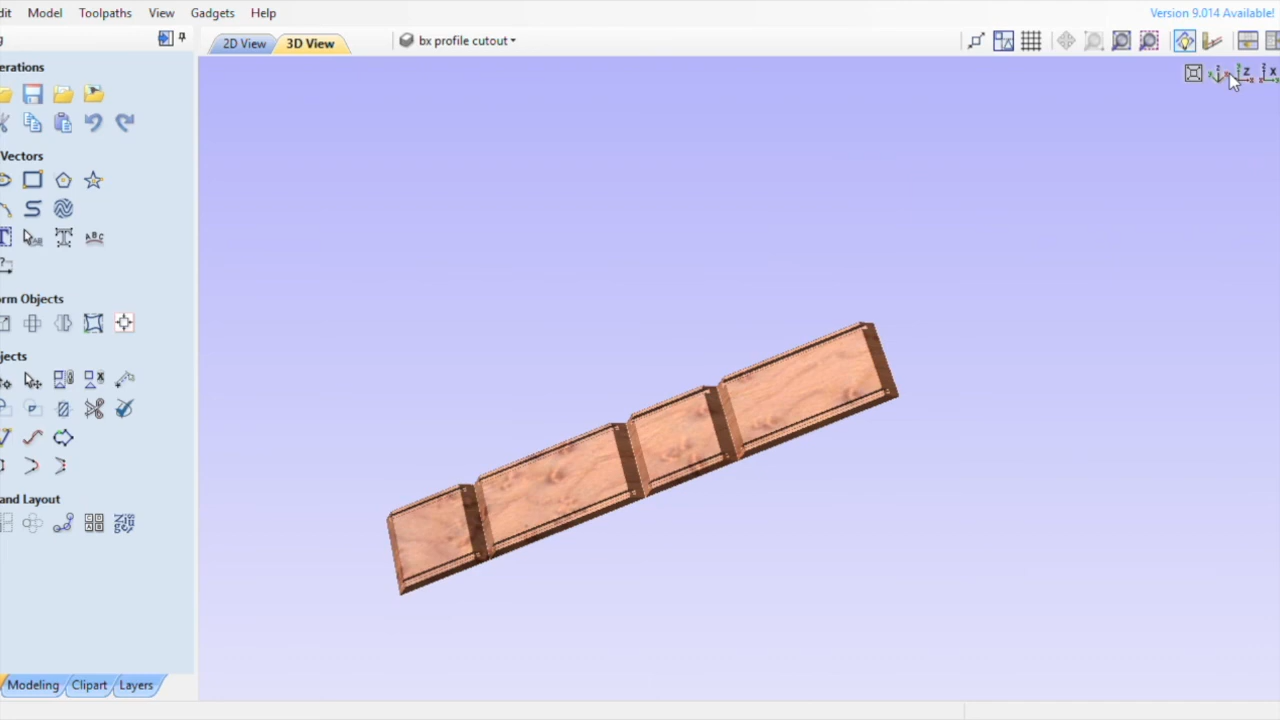 dit Model Toolpaths View Gadgets Help
Version 9.014 Available!
g
2D View 3D View bx profile cutout
erations
Vectors
orm Objects
jects
and Layout
Modeling Clipart Layers